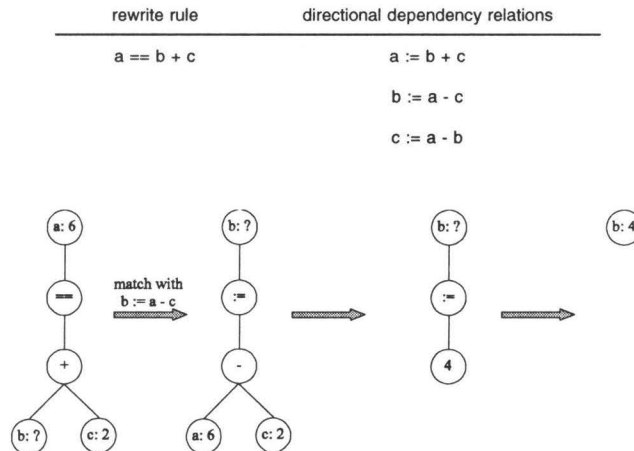 rewrite rule directional dependency relations
a == b + c a := b + c
b := a - c
c := a - b
a: 6 b: ? b: ? b: 4
match with
b := a - c
== := :=
+ - 4
b: ? c: 2 a: 6 c: 2